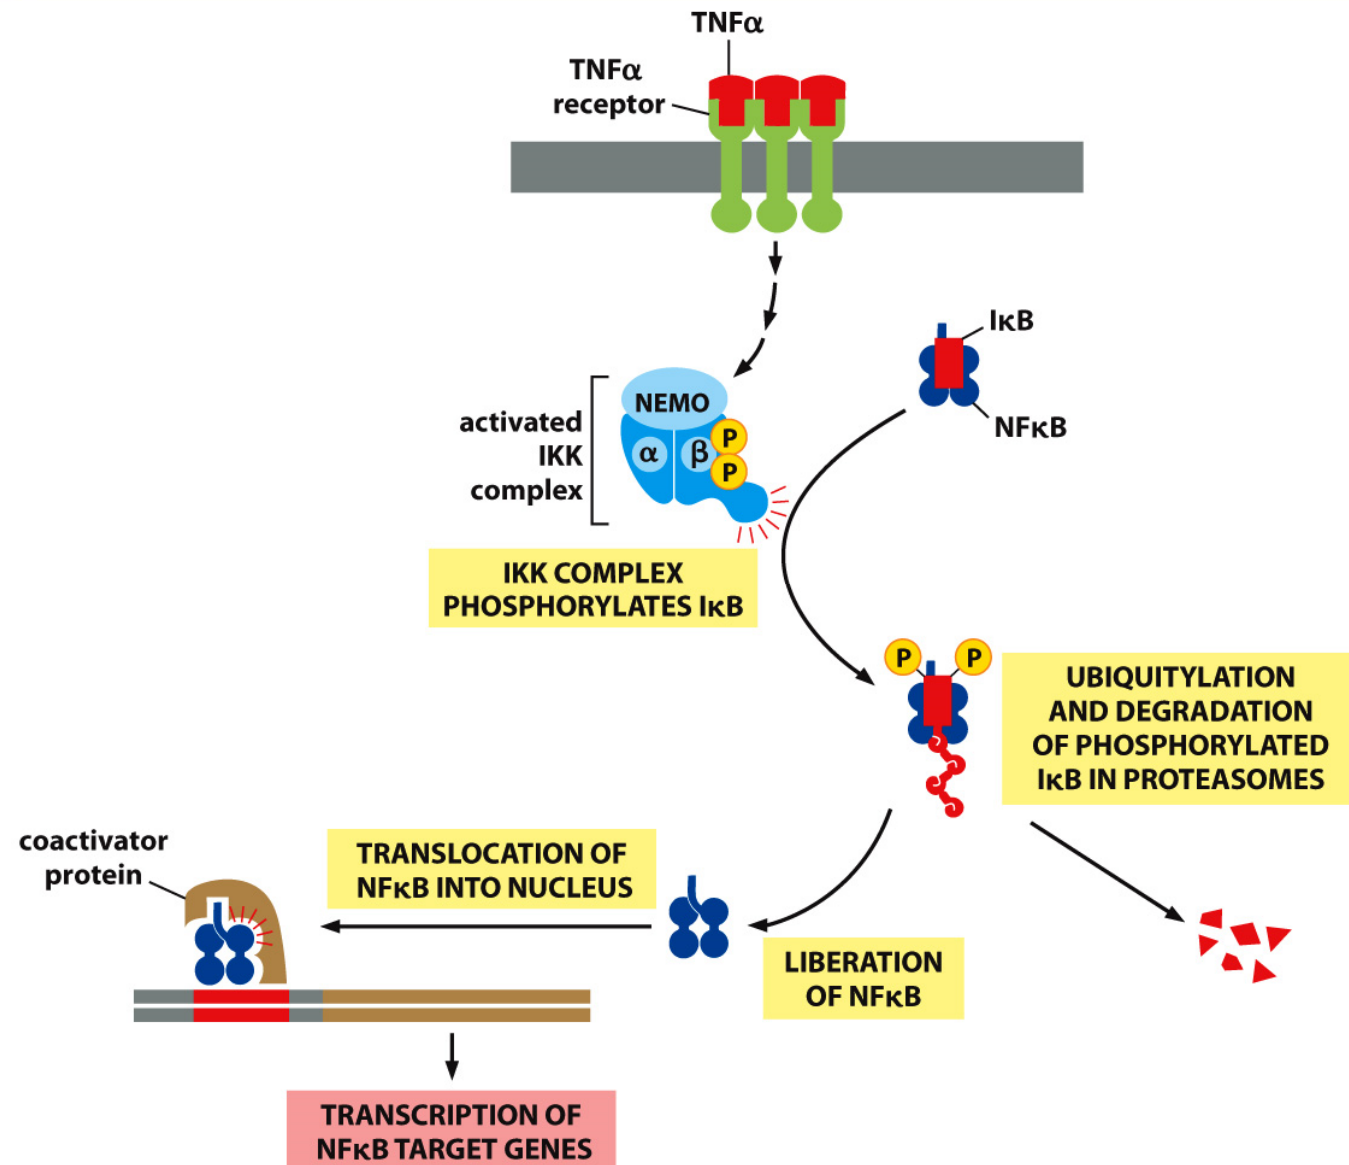 TNFα
TNFα
receptor
IκB
NFκB
activated
IKK
complex
NEMO
α
β
P
P
IKK COMPLEX
PHOSPHORYLATES IκB
P
P
UBIQUITYLATION
AND DEGRADATION
OF PHOSPHORYLATED
IκB IN PROTEASOMES
coactivator
protein
TRANSLOCATION OF
NFκB INTO NUCLEUS
LIBERATION
OF NFκB
TRANSCRIPTION OF
NFκB TARGET GENES